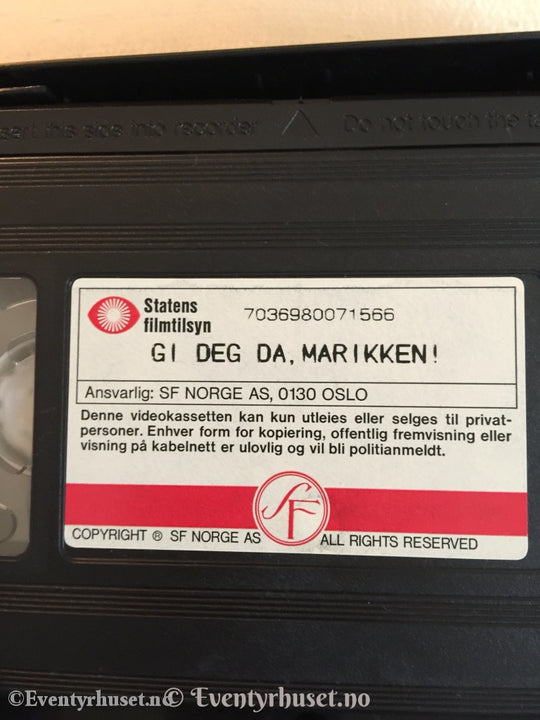 Insert this side into recorder Do not touch the ta
Statens
filmtilsyn
7036980071566
GI DEG DA, MARIKKEN!
Ansvarlig: SF NORGE AS, 0130 OSLO
Denne videokassetten kan kun utleies eller selges til privat-
personer. Enhver form for kopiering, offentlig fremvisning eller
visning på kabelnett er ulovlig og vil bli politianmeldt.
SF
COPYRIGHT ® SF NORGE AS ALL RIGHTS RESERVED
©Eventyrhuset.no © Eventyrhuset.no